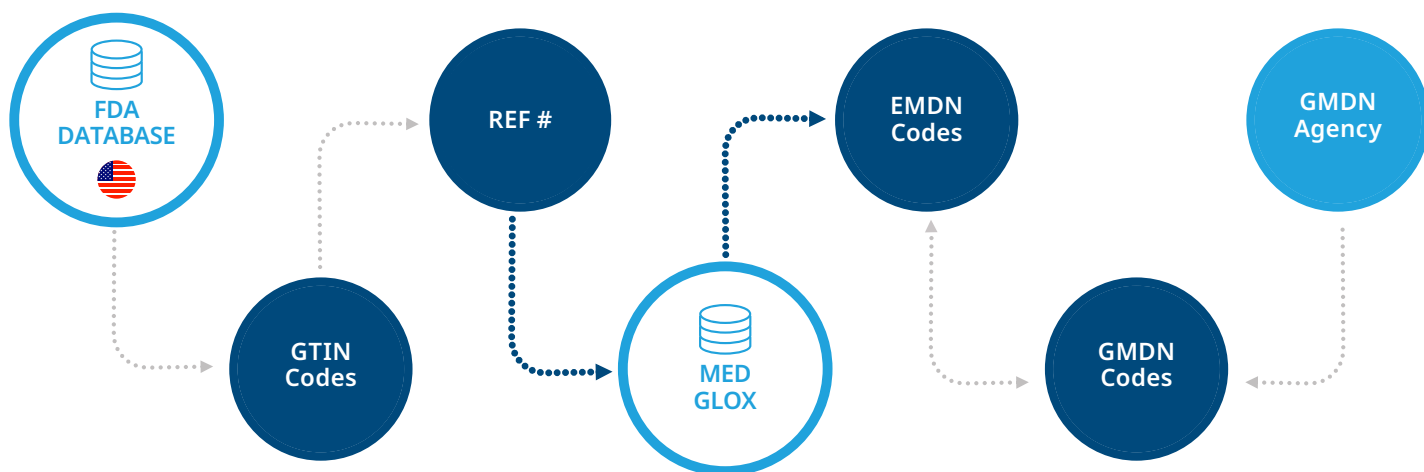 FDA
DATABASE
GTIN
Codes
REF #
MED
GLOX
EMDN
Codes
GMDN
Codes
GMDN
Agency